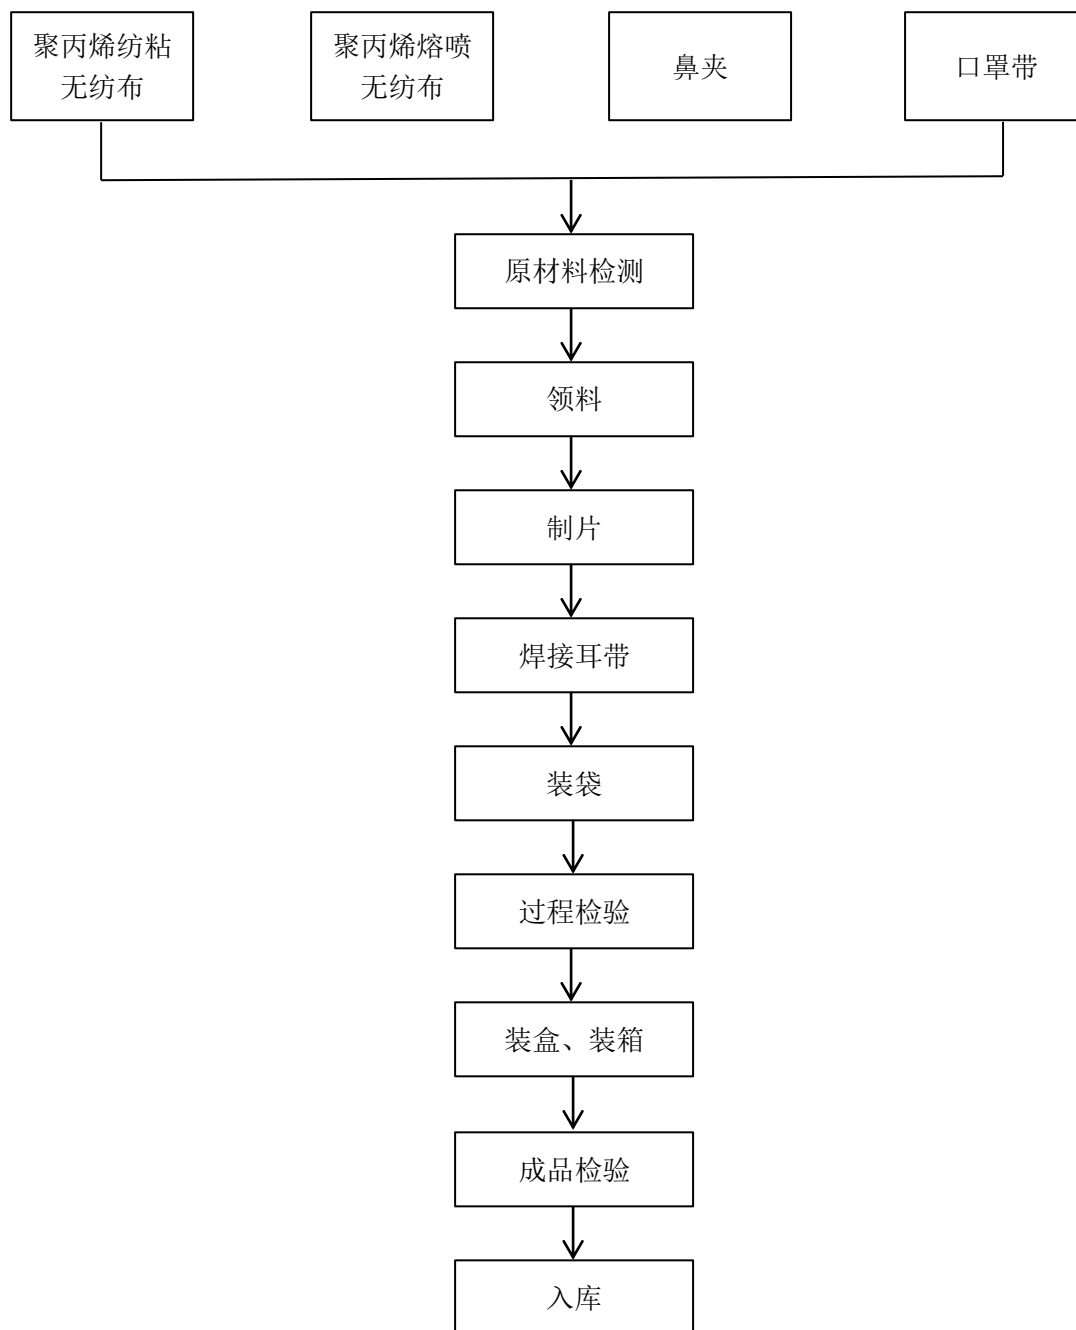 聚丙烯纺粘
无纺布
聚丙烯熔喷
无纺布
鼻夹
口罩带
原材料检测
领料
制片
焊接耳带
装袋
过程检验
装盒、装箱
成品检验
入库